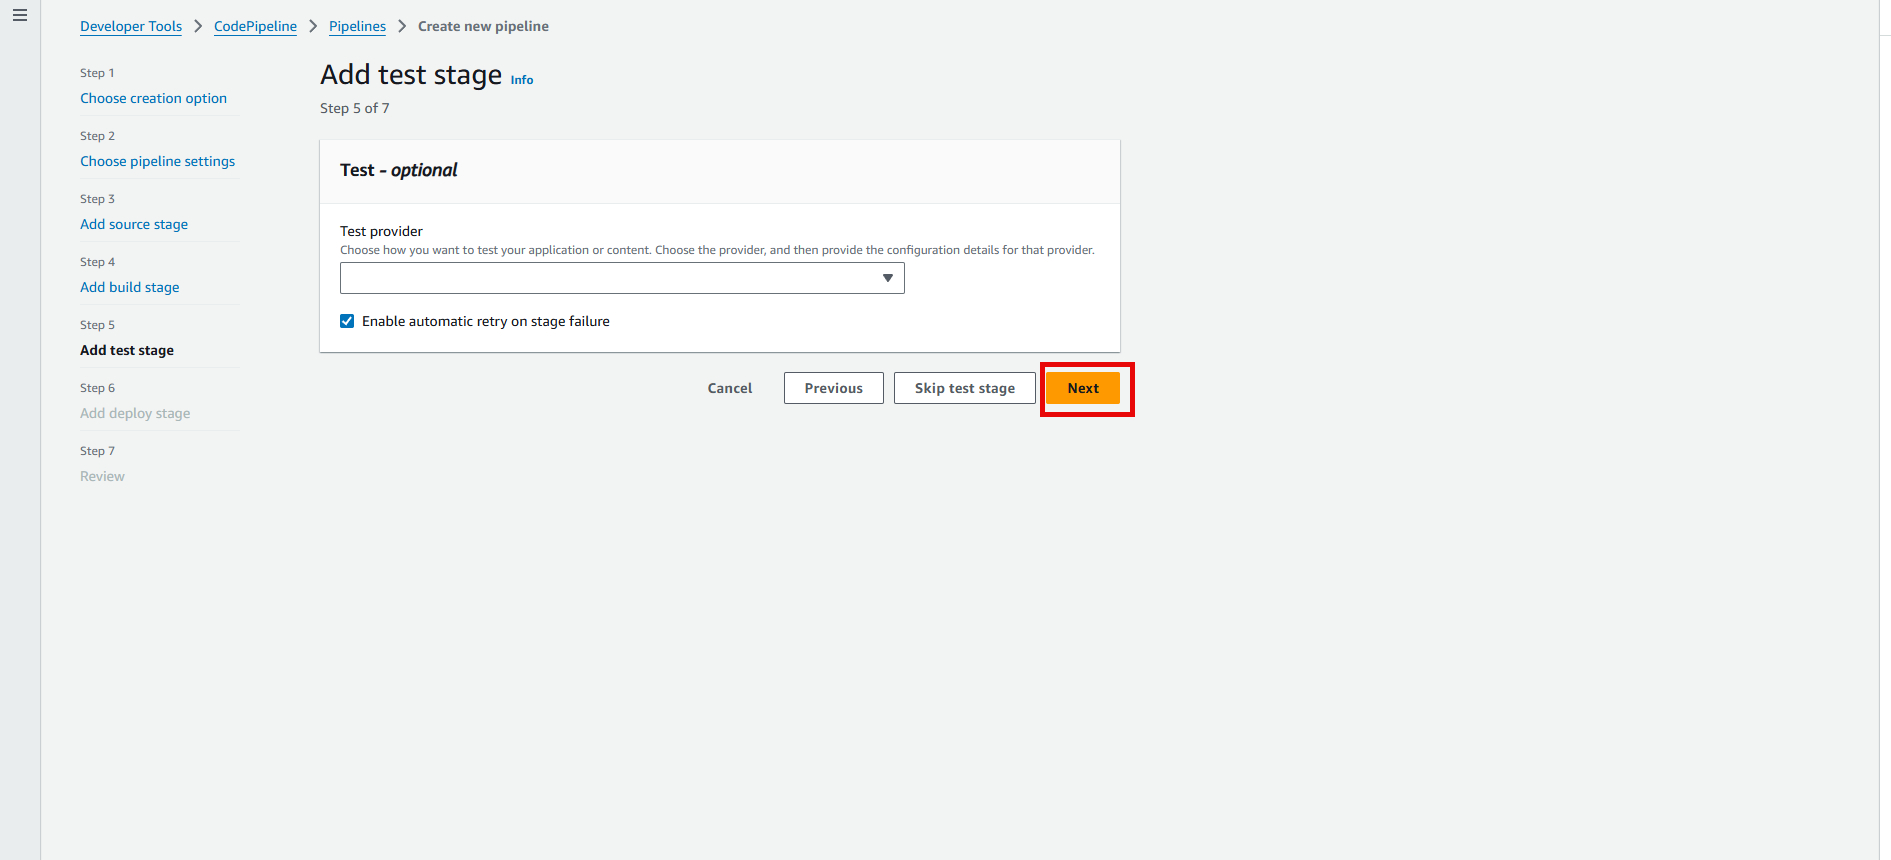 Developer Tools > CodePipeline > Pipelines > Create new pipeline
Step 1
Choose creation option
Step 2
Choose pipeline settings
Step 3
Add source stage
Step 4
Add build stage
Step 5
Add test stage
Step 6
Add deploy stage
Step 7
Review
Add test stage Info
Step 5 of 7
Test - optional
Test provider
Choose how you want to test your application or content. Choose the provider, and then provide the configuration details for that provider.
Enable automatic retry on stage failure
Cancel Previous Skip test stage Next